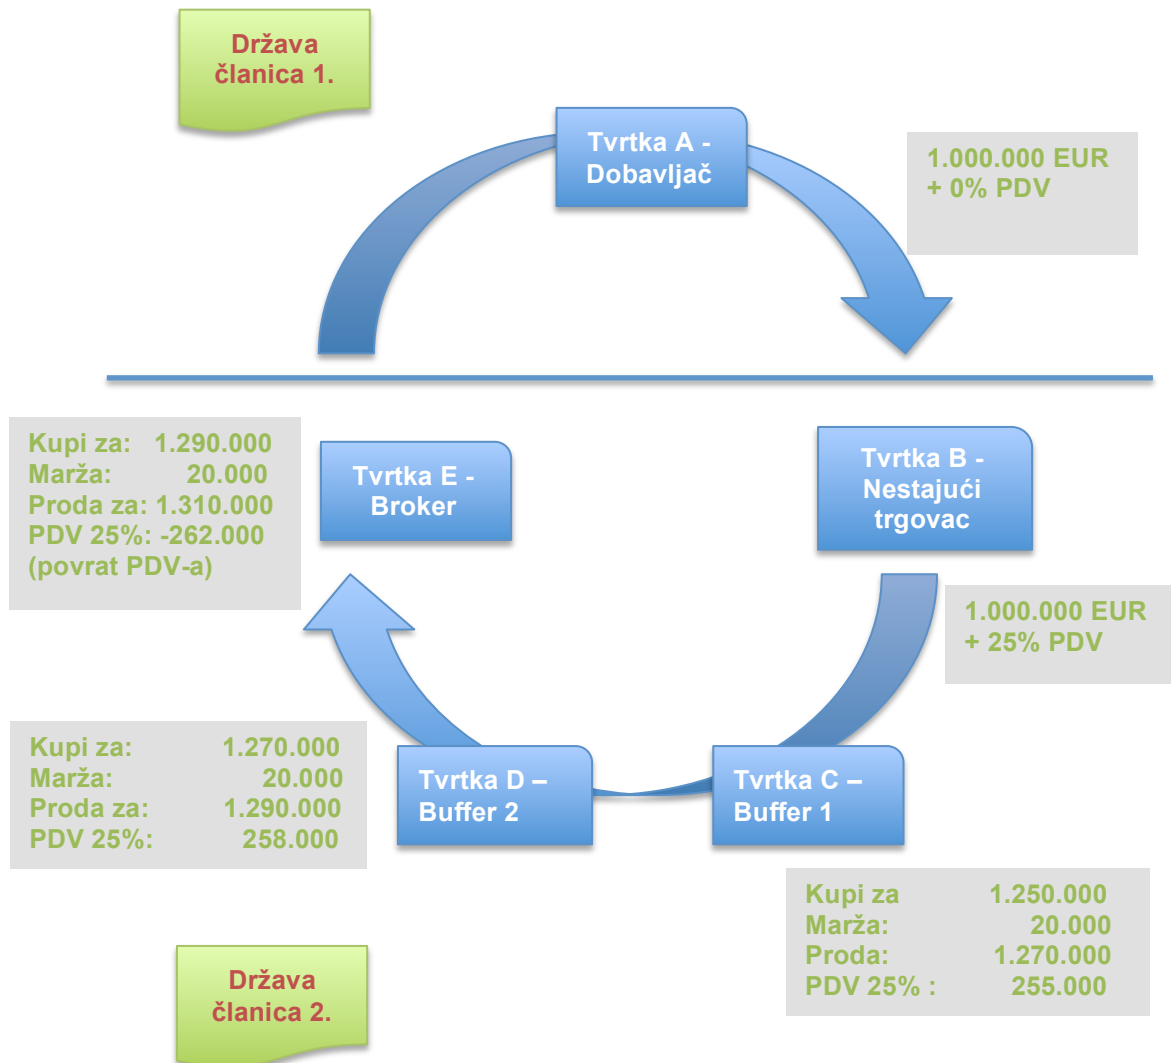 Država
članica 1.
Tvrtka A -
Dobavljač
1.000.000 EUR
+ 0% PDV
Kupi za: 1.290.000
Marža: 20.000
Proda za: 1.310.000
PDV 25%: -262.000
(povrat PDV-a)
Tvrtka E -
Broker
Tvrtka B -
Nestajući
trgovac
1.000.000 EUR
+ 25% PDV
Kupi za: 1.270.000
Marža: 20.000
Proda za: 1.290.000
PDV 25%: 258.000
Tvrtka D –
Buffer 2
Tvrtka C –
Buffer 1
Kupi za 1.250.000
Marža: 20.000
Proda: 1.270.000
PDV 25% : 255.000
Država
članica 2.